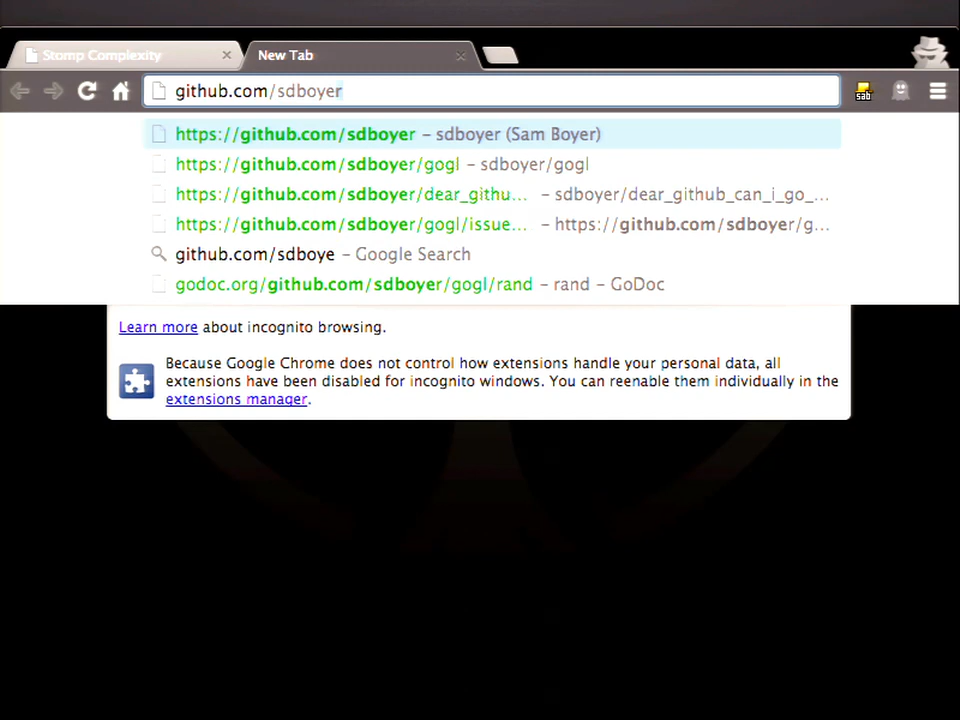 Stomp Complexity
New Tab
github.com/sdboyer
sab
https://github.com/sdboyer – sdboyer (Sam Boyer)
https://github.com/sdboyer/gogl – sdboyer/gogl
https://github.com/sdboyer/dear_githu... – sdboyer/dear_github_can_i_go_...
https://github.com/sdboyer/gogl/issue... – https://github.com/sdboyer/g...
github.com/sdboye – Google Search
godoc.org/github.com/sdboyer/gogl/rand – rand – GoDoc
Learn more about incognito browsing.
Because Google Chrome does not control how extensions handle your personal data, all
extensions have been disabled for incognito windows. You can reenable them individually in the
extensions manager.